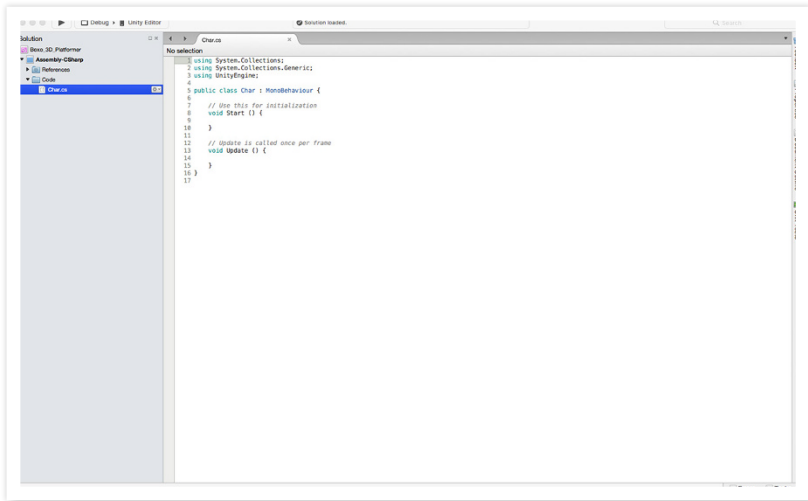 Debug
Unity Editor
Solution loaded.
Search
Solution
Char.cs
No selection
Boxo_3D_Platformer
Assembly-CSharp
References
Code
Char.cs
1 using System.Collections;
2 using System.Collections.Generic;
3 using UnityEngine;
4
5 public class Char : MonoBehaviour {
6
7 // Use this for initialization
8 void Start () {
9
10 }
11
12 // Update is called once per frame
13 void Update () {
14
15 }
16 }
17